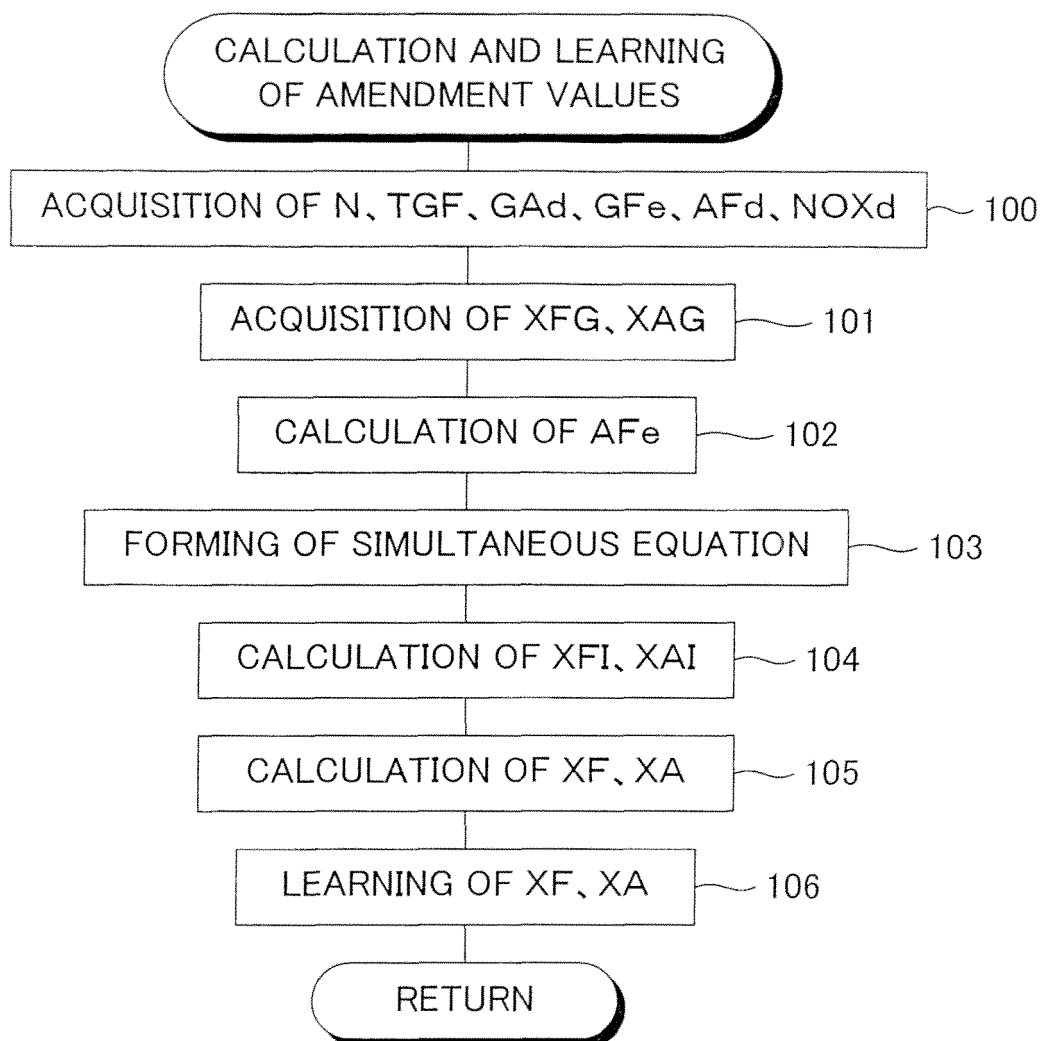 CALCULATION AND LEARNING
OF AMENDMENT VALUES
ACQUISITION OF N、TGF、GAd、GFe、AFd、NOXd
100
ACQUISITION OF XFG、XAG
101
CALCULATION OF AFe
102
FORMING OF SIMULTANEOUS EQUATION
103
CALCULATION OF XFI、XAI
104
CALCULATION OF XF、XA
105
LEARNING OF XF、XA
106
RETURN